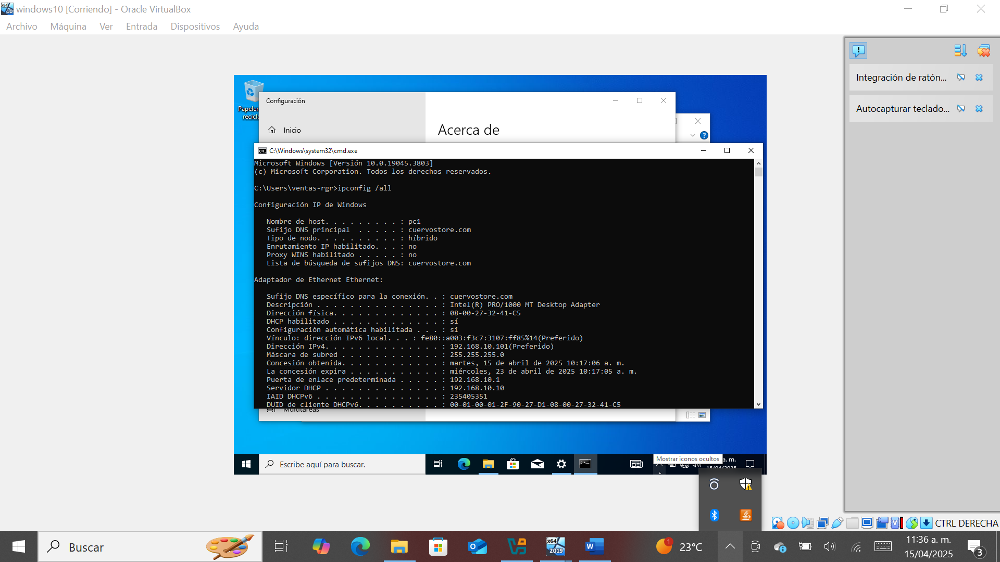 windows10 [Corriendo] - Oracle VirtualBox
Archivo Máquina Ver Entrada Dispositivos Ayuda
Integración de ratón...
Autocapturar teclado...
Configuración
Inicio
Acerca de
C:\Windows\system32\cmd.exe
Microsoft Windows [Versión 10.0.19045.3803]
(c) Microsoft Corporation. Todos los derechos reservados.
C:\Users\ventas-rgr>ipconfig /all
Configuración IP de Windows
Nombre de host. . . . . . . . . : pc1
Sufijo DNS principal  . . . . . : cuervostore.com
Tipo de nodo. . . . . . . . . . : híbrido
Enrutamiento IP habilitado. . . : no
Proxy WINS habilitado . . . . . : no
Lista de búsqueda de sufijos DNS: cuervostore.com
Adaptador de Ethernet Ethernet:
Sufijo DNS específico para la conexión. . : cuervostore.com
Descripción . . . . . . . . . . . . . . . : Intel(R) PRO/1000 MT Desktop Adapter
Dirección física. . . . . . . . . . . . . : 08-00-27-32-41-C5
DHCP habilitado . . . . . . . . . . . . . : sí
Configuración automática habilitada . . . : sí
Vínculo: dirección IPv6 local. . . : fe80::a003:f3c7:3107:ff85%14(Preferido)
Dirección IPv4. . . . . . . . . . . . . . : 192.168.10.101(Preferido)
Máscara de subred . . . . . . . . . . . . : 255.255.255.0
Concesión obtenida. . . . . . . . . . . . : martes, 15 de abril de 2025 10:17:06 a. m.
La concesión expira . . . . . . . . . . . : miércoles, 23 de abril de 2025 10:17:05 a. m.
Puerta de enlace predeterminada . . . . . : 192.168.10.1
Servidor DHCP . . . . . . . . . . . . . . : 192.168.10.10
IAID DHCPv6 . . . . . . . . . . . . . . . : 235405351
DUID de cliente DHCPv6. . . . . . . . . . : 00-01-00-01-2F-90-27-D1-08-00-27-32-41-C5
Multitareas
Escribe aquí para buscar.
Mostrar iconos ocultos
a. m.
15/04/2025
CTRL DERECHA
Buscar
x64
2019
1
23°C
11:36 a. m.
15/04/2025
3